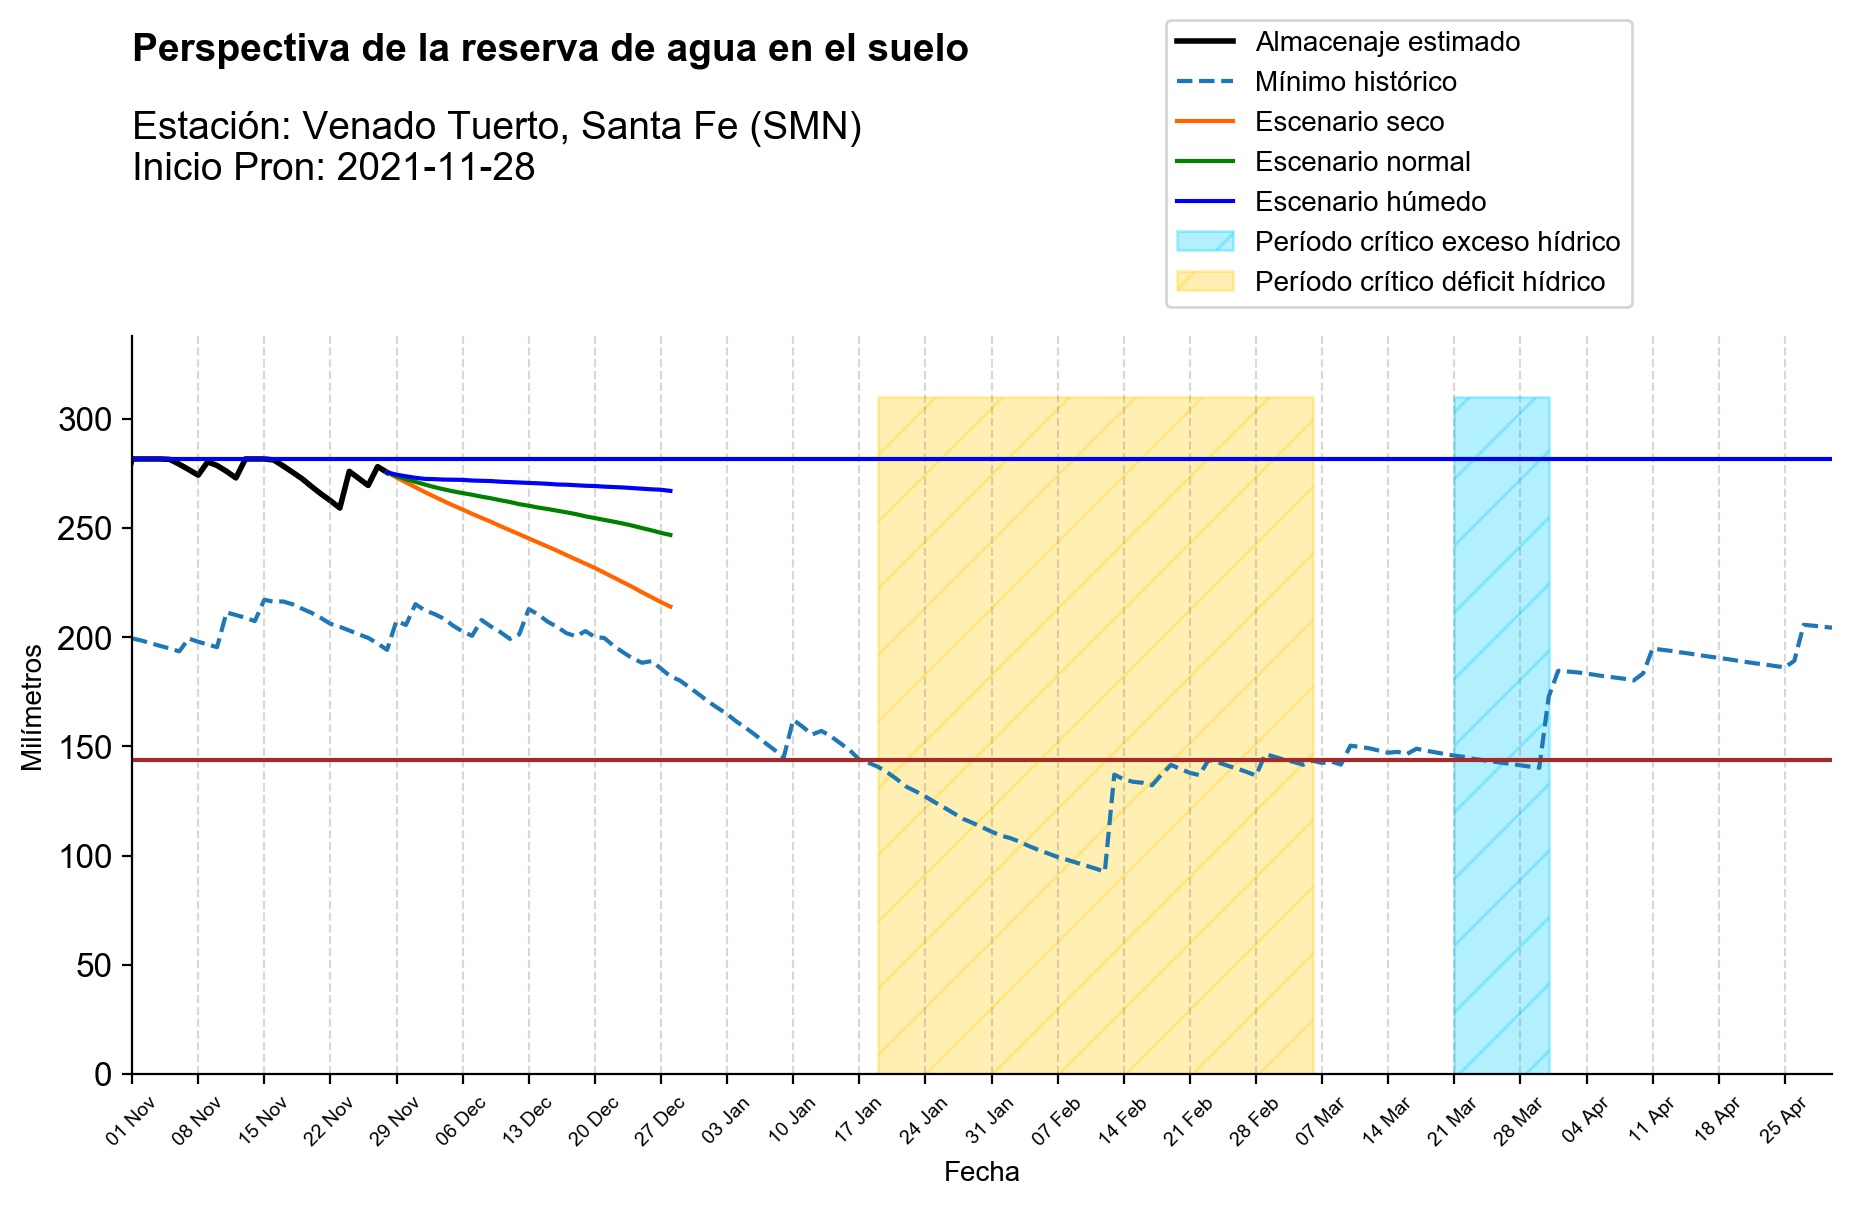 Perspectiva de la reserva de agua en el suelo
Estación: Venado Tuerto, Santa Fe (SMN)
Inicio Pron: 2021-11-28
Almacenaje estimado
Mínimo histórico
Escenario seco
Escenario normal
Escenario húmedo
Período crítico exceso hídrico
Período crítico déficit hídrico
300
250
200
150
100
50
0
Milímetros
01 Nov
08 Nov
15 Nov
22 Nov
29 Nov
06 Dec
13 Dec
20 Dec
27 Dec
03 Jan
10 Jan
17 Jan
24 Jan
31 Jan
07 Feb
14 Feb
21 Feb
28 Feb
07 Mar
14 Mar
21 Mar
28 Mar
04 Apr
11 Apr
18 Apr
25 Apr
Fecha